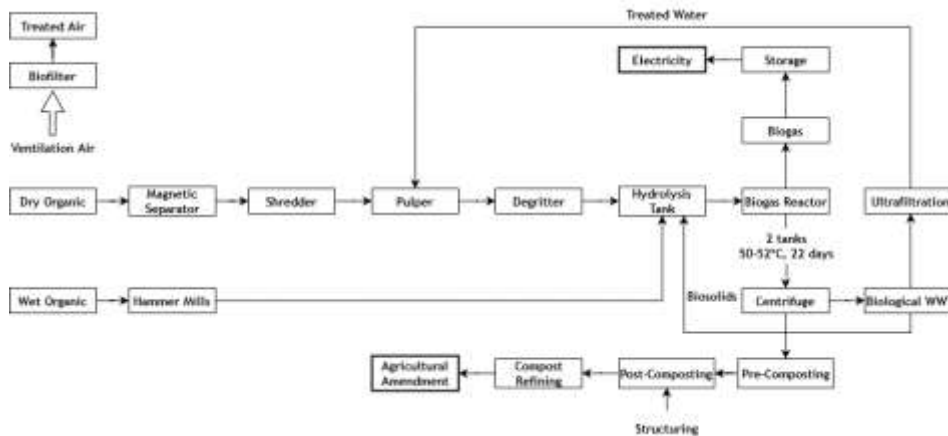 Treated Water
Treated Air
Electricity
Storage
Biofilter
Biogas
Ventilation Air
Dry Organic
Magnetic
Separator
Shredder
Pulper
Degritter
Hydrolysis
Tank
Biogas Reactor
Ultrafiltration
2 tanks
50-52°C, 22 days
Wet Organic
Hammer Mills
Biosolids
Centrifuge
Biological WW
Agricultural
Amendment
Compost
Refining
Post-Composting
Pre-Composting
Structuring